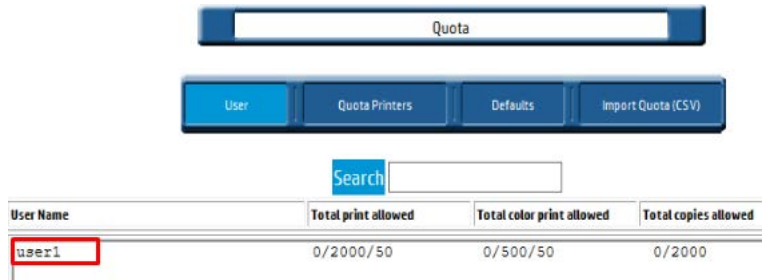 Quota
User Quota Printers Defaults Import Quota (CSV)
Search
User Name Total print allowed Total color print allowed Total copies allowed
user1 0/2000/50 0/500/50 0/2000